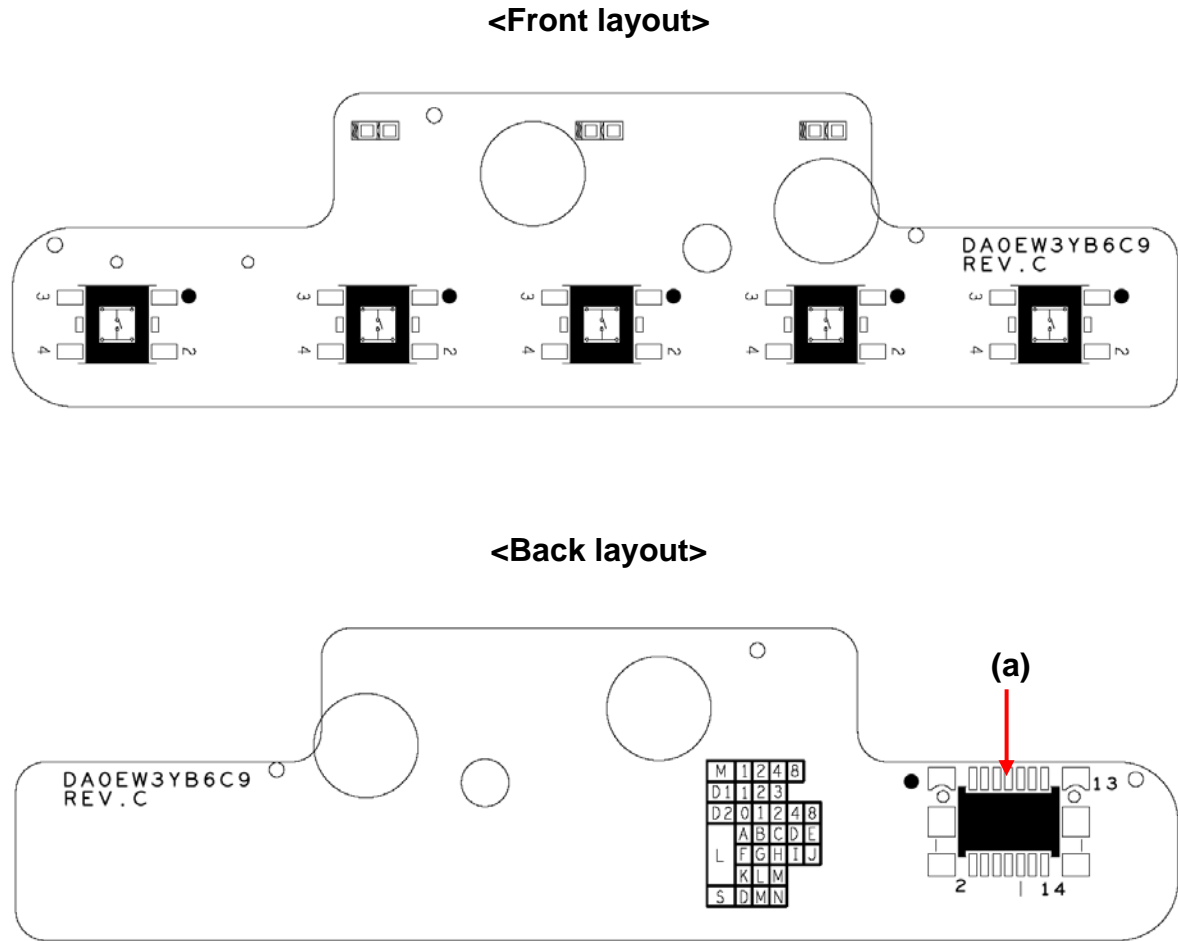 <Front layout>
DA0EW3YB6C9
REV.C
3 3 3 3 3
4 2 4 2 4 2 4 2 4 2
<Back layout>
(a)
DA0EW3YB6C9
REV.C
M 1 2 4 8
D1 1 2 3
D2 0 1 2 4 8
A B C D E
L F G H I J
K L M
S D M N
13
2 14